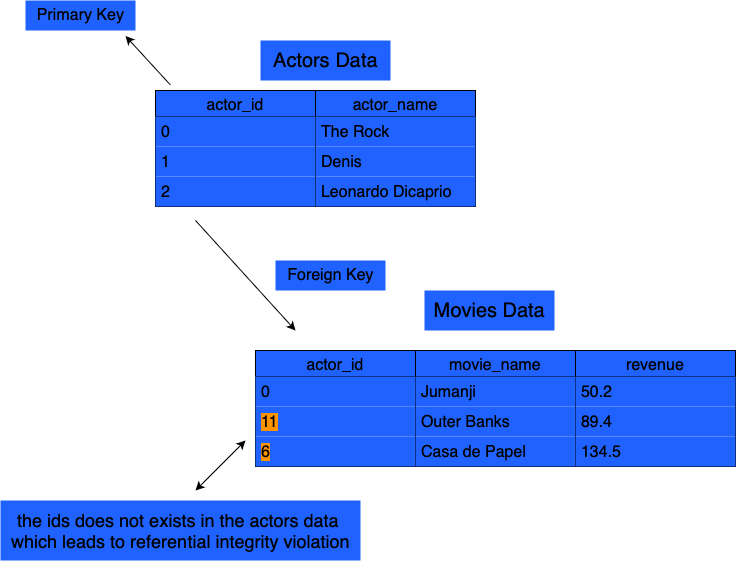 Primary Key
Actors Data
actor_id actor_name
0 The Rock
1 Denis
2 Leonardo Dicaprio
Foreign Key
Movies Data
actor_id movie_name revenue
0 Jumanji 50.2
11 Outer Banks 89.4
6 Casa de Papel 134.5
the ids does not exists in the actors data
which leads to referential integrity violation